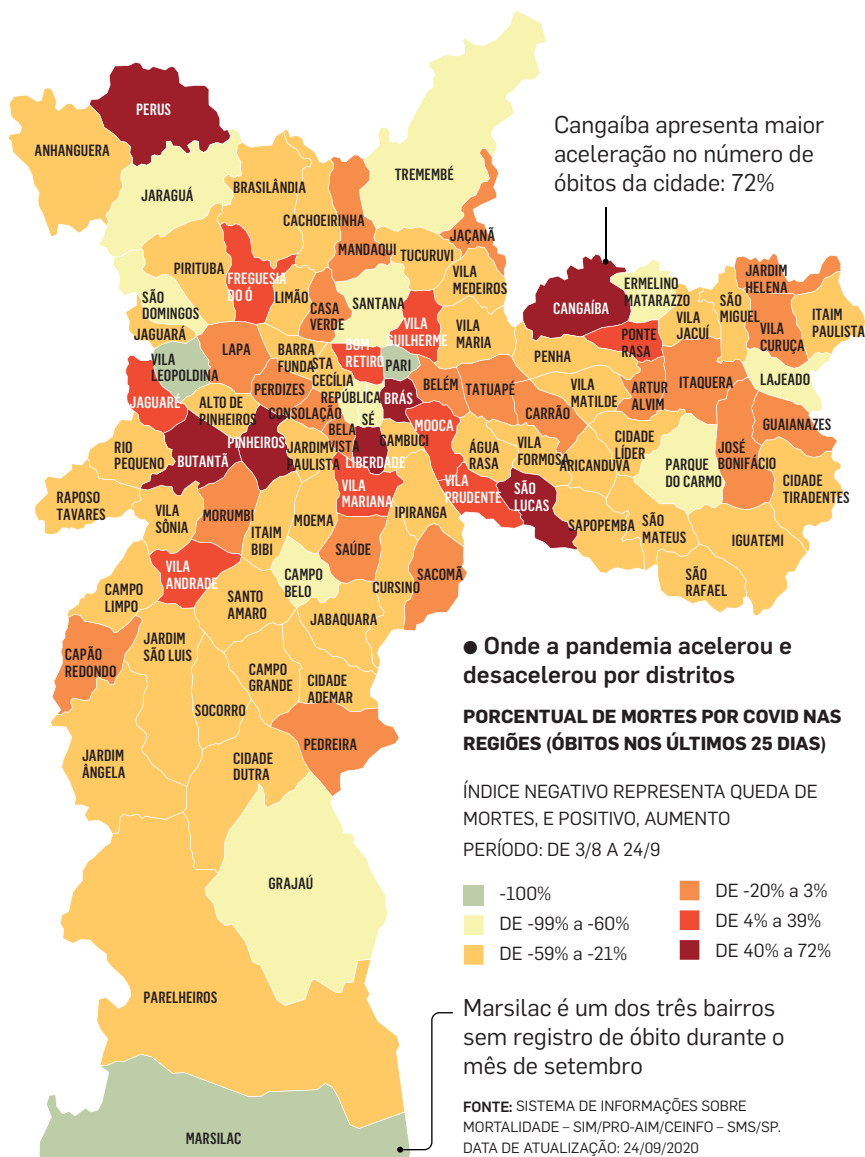 PERUS
ANHANGUERA
Cangaíba apresenta maior
aceleração no número de
óbitos da cidade: 72%
TREMEMBÉ
JARAGUÁ
BRASILÂNDIA
CACHOEIRINHA
JAÇANÃ
MANDAQUI
TUCURUVI
PIRITUBA
FREGUESIA
DO Ó
LIMÃO
CASA
VERDE
SANTANA
VILA
MEDEIROS
SÃO
DOMINGOS
CANGAÍBA
ERMELINO
MATARAZZO
JARDIM
HELENA
SÃO
MIGUEL
ITAIM
PAULISTA
VILA
JACUÍ
VILA
CURUÇA
JAGUARÁ
VILA
LEOPOLDINA
LAPA
BARRA
FUNDA
STA
CECÍLIA
BOM
RETIRO
PARI
VILA
GUILHERME
VILA
MARIA
PENHA
PONTE
RASA
LAJEADO
JAGUARÉ
ALTO DE
PINHEIROS
PERDIZES
CONSOLAÇÃO
REPÚBLICA
SÉ
BRÁS
BELÉM
TATUAPÉ
CARRÃO
VILA
MATILDE
ARTUR
ALVIM
ITAQUERA
GUAIANAZES
RIO
PEQUENO
BUTANTÃ
PINHEIROS
JARDIM
PAULISTA
BELA
VISTA
LIBERDADE
CAMBUCI
MOOCA
ÁGUA
RASA
VILA
FORMOSA
ARICANDUVA
CIDADE
LÍDER
PARQUE
DO CARMO
JOSÉ
BONIFÁCIO
CIDADE
TIRADENTES
RAPOSO
TAVARES
VILA
SÔNIA
MORUMBI
ITAIM
BIBI
MOEMA
VILA
MARIANA
IPIRANGA
VILA
PRUDENTE
SÃO
LUCAS
SAPOPEMBA
SÃO
MATEUS
IGUATEMI
SÃO
RAFAEL
CAMPO
LIMPO
VILA
ANDRADE
SANTO
AMARO
CAMPO
BELO
SAÚDE
JABAQUARA
CURSINO
SACOMÃ
CAPÃO
REDONDO
JARDIM
SÃO LUIS
SOCORRO
CAMPO
GRANDE
CIDADE
ADEMAR
PEDREIRA
JARDIM
ÂNGELA
CIDADE
DUTRA
GRAJAÚ
PARELHEIROS
MARSILAC
● Onde a pandemia acelerou e
desacelerou por distritos
PORCENTUAL DE MORTES POR COVID NAS
REGIÕES (ÓBITOS NOS ÚLTIMOS 25 DIAS)
ÍNDICE NEGATIVO REPRESENTA QUEDA DE
MORTES, E POSITIVO, AUMENTO
PERÍODO: DE 3/8 A 24/9
-100%
DE -99% a -60%
DE -59% a -21%
DE -20% a 3%
DE 4% a 39%
DE 40% a 72%
Marsilac é um dos três bairros
sem registro de óbito durante o
mês de setembro
FONTE: SISTEMA DE INFORMAÇÕES SOBRE
MORTALIDADE – SIM/PRO-AIM/CEINFO – SMS/SP.
DATA DE ATUALIZAÇÃO: 24/09/2020